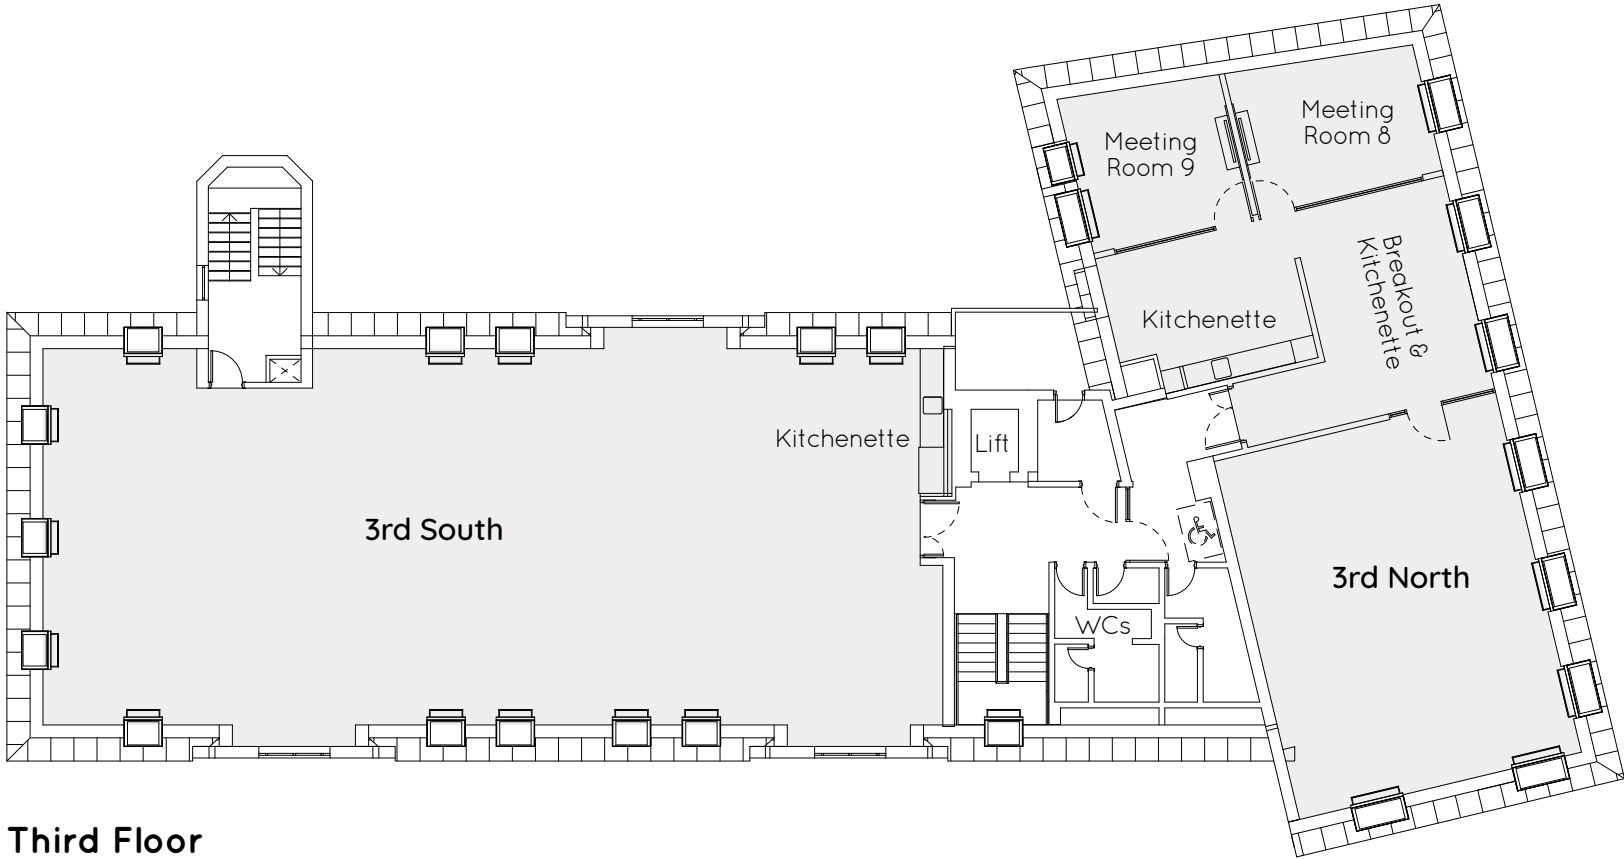 Meeting
Room 9
Meeting
Room 8
Breakout &
Kitchenette
Kitchenette
Kitchenette
Lift
3rd South
3rd North
WCs
Third Floor